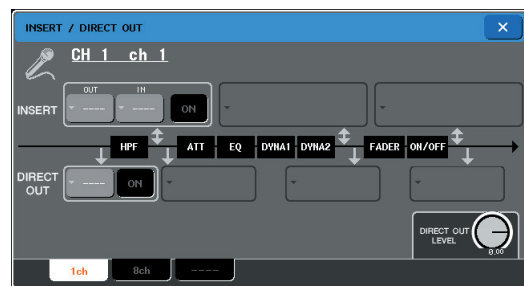 INSERT / DIRECT OUT
CH 1 ch 1
OUT IN
INSERT ---- ---- ON
HPF ATT EQ DYNA1 DYNA2 FADER ON/OFF
DIRECT OUT ---- ON
DIRECT OUT LEVEL
0.00
1ch 8ch ----